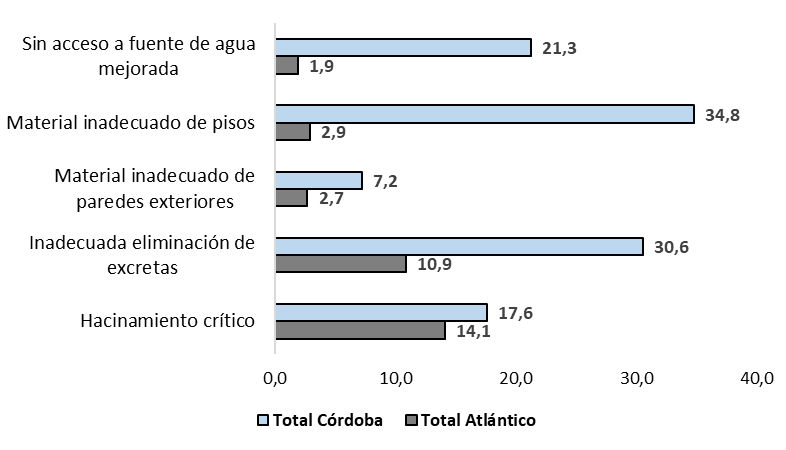 Sin acceso a fuente de agua
mejorada
21,3
1,9
Material inadecuado de pisos
34,8
2,9
Material inadecuado de
paredes exteriores
7,2
2,7
Inadecuada eliminación de
excretas
30,6
10,9
Hacinamiento crítico
17,6
14,1
0,0 10,0 20,0 30,0 40,0
Total Córdoba Total Atlántico